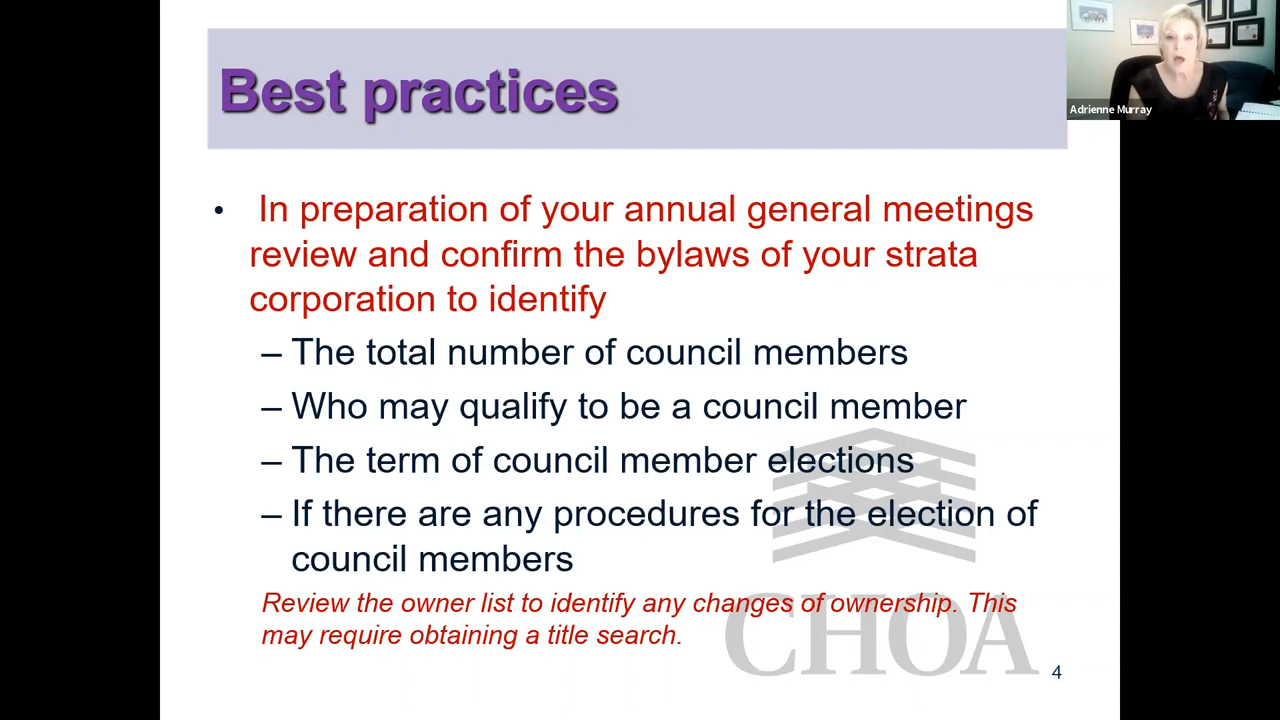 Best practices
Adrienne Murray
• In preparation of your annual general meetings
review and confirm the bylaws of your strata
corporation to identify
– The total number of council members
– Who may qualify to be a council member
– The term of council member elections
– If there are any procedures for the election of
council members
Review the owner list to identify any changes of ownership. This
may require obtaining a title search.
CHOA
4